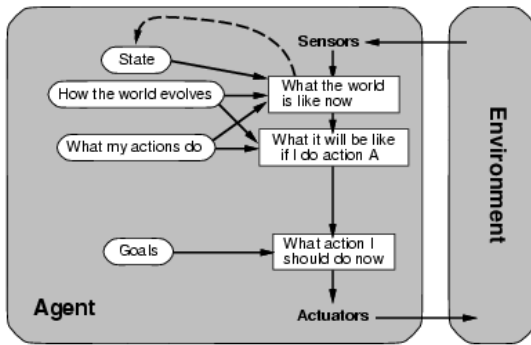 Sensors
State
How the world evolves
What my actions do
What the world
is like now
What it will be like
if I do action A
Goals
What action I
should do now
Agent
Actuators
Environment